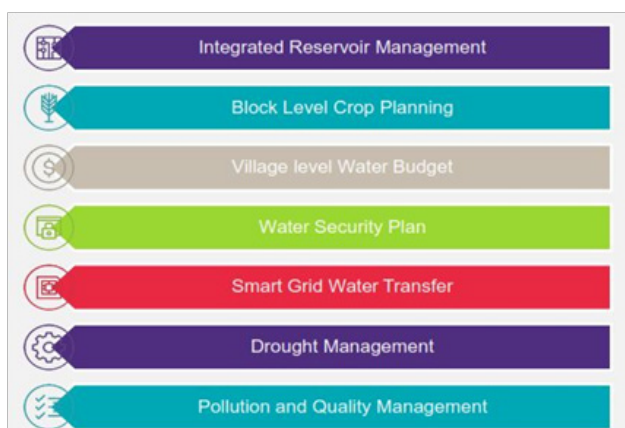 Integrated Reservoir Management
Block Level Crop Planning
Village level Water Budget
Water Security Plan
Smart Grid Water Transfer
Drought Management
Pollution and Quality Management